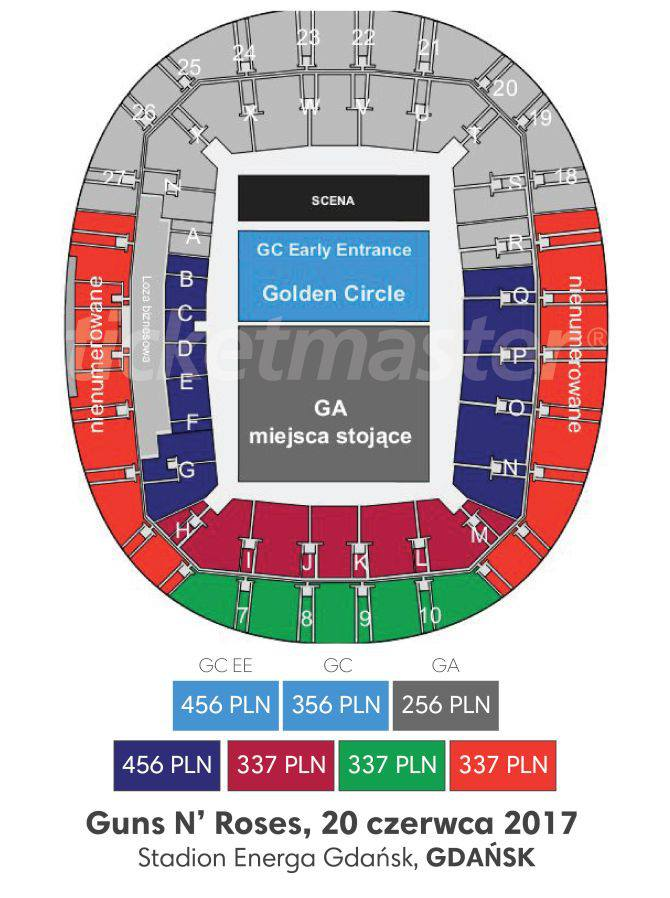 23
22
24
21
25
20
X
W
V
U
26
19
Y
T
27
Z
S
18
SCENA
A
R
GC Early Entrance
B
nienumerowane
Loża biznesowa
Golden Circle
Q
nienumerowane
C
ticketmaster®
D
P
E
GA
O
F
miejsca stojące
G
N
H
M
I
J
K
L
7
8
9
10
GC EE
GC
GA
456 PLN
356 PLN
256 PLN
456 PLN
337 PLN
337 PLN
337 PLN
Guns N’ Roses, 20 czerwca 2017
Stadion Energa Gdańsk, GDAŃSK